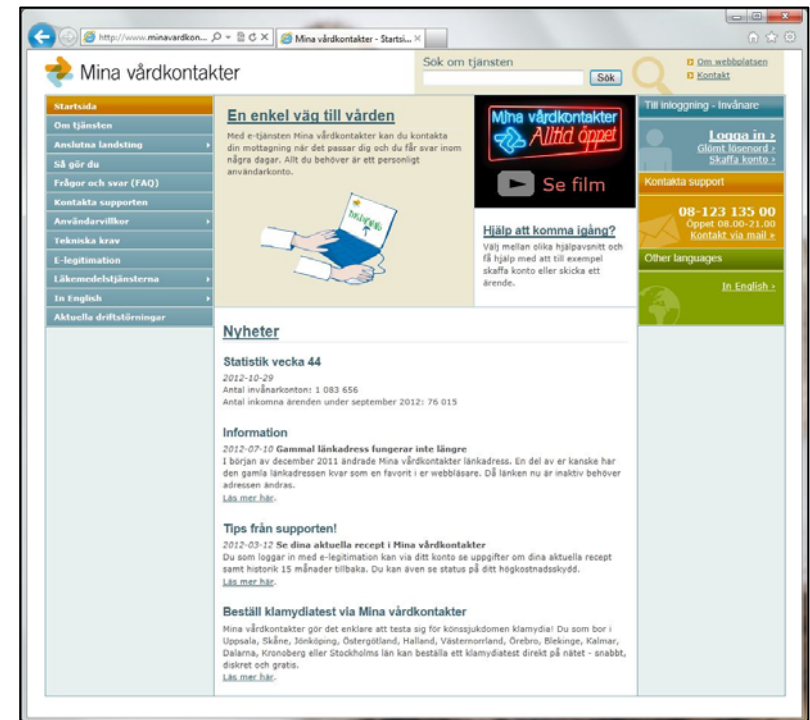 http://www.minavardkon...
Mina vårdkontakter - Startsi...
Mina vårdkontakter
Sök om tjänsten
Sök
Om webbplatsen
Kontakt
Startsida
Om tjänsten
Anslutna landsting
Så gör du
Frågor och svar (FAQ)
Kontakta supporten
Användarvillkor
Tekniska krav
E-legitimation
Läkemedelstjänsterna
In English
Aktuella driftstörningar
En enkel väg till vården
Med e-tjänsten Mina vårdkontakter kan du kontakta
din mottagning när det passar dig och du får svar inom
några dagar. Allt du behöver är ett personligt
användarkonto.
Mina vårdkontakter
Alltid öppet
Se film
Hjälp att komma igång?
Välj mellan olika hjälpavsnitt och
få hjälp med att till exempel
skaffa konto eller skicka ett
ärende.
Till inloggning - Invånare
Logga in >
Glömt lösenord >
Skaffa konto >
Kontakta support
08-123 135 00
Öppet 08.00-21.00
Kontakt via mail >
Other languages
In English >
Nyheter
Statistik vecka 44
2012-10-29
Antal invånarkonton: 1 083 656
Antal inkomna ärenden under september 2012: 76 015
Information
2012-07-10 Gammal länkadress fungerar inte längre
I början av december 2011 ändrade Mina vårdkontakter länkadress. En del av er kanske har
den gamla länkadressen kvar som en favorit i er webbläsare. Då länken nu är inaktiv behöver
adressen ändras.
Läs mer här.
Tips från supporten!
2012-03-12 Se dina aktuella recept i Mina vårdkontakter
Du som loggar in med e-legitimation kan via ditt konto se uppgifter om dina aktuella recept
samt historik 15 månader tillbaka. Du kan även se status på ditt högkostnadsskydd.
Läs mer här.
Beställ klamydiatest via Mina vårdkontakter
Mina vårdkontakter gör det enklare att testa sig för könssjukdomen klamydia! Du som bor i
Uppsala, Skåne, Jönköping, Östergötland, Halland, Västernorrland, Örebro, Blekinge, Kalmar,
Dalarna, Kronoberg eller Stockholms län kan beställa ett klamydiatest direkt på nätet - snabbt,
diskret och gratis.
Läs mer här.